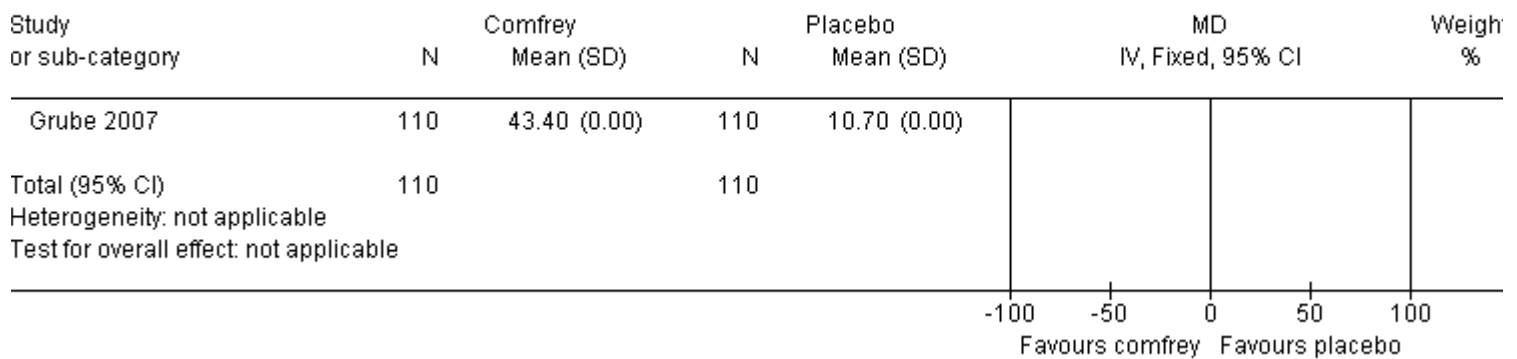 Study Comfrey Placebo MD Weigh
or sub-category N Mean (SD) N Mean (SD) IV, Fixed, 95% CI %
Grube 2007 110 43.40 (0.00) 110 10.70 (0.00)
Total (95% CI) 110 110
Heterogeneity: not applicable
Test for overall effect: not applicable
-100 -50 0 50 100
Favours comfrey Favours placebo